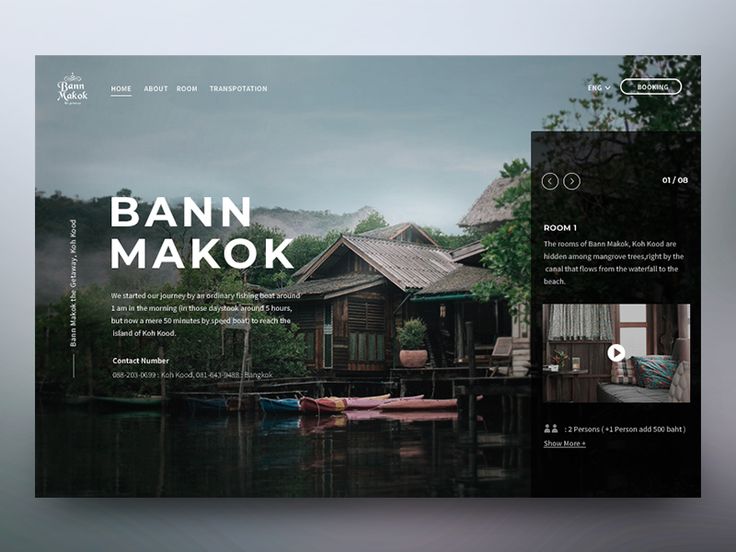 Bann
Makok
HOME
ABOUT
ROOM
TRANSPOTATION
ENG
BOOKING
01 / 08
BANN
MAKOK
Bann Makok the Getaway, Koh Kood
We started our journey by an ordinary fishing boat around
1 am in the morning (in those daystook around 5 hours,
but now a mere 50 minutes by speed boat) to reach the
island of Koh Kood.
Contact Number
088-203-0699 : Koh Kood, 081-643-9488 : Bangkok
ROOM 1
The rooms of Bann Makok, Koh Kood are
hidden among mangrove trees,right by the
canal that flows from the waterfall to the
beach.
: 2 Persons ( +1 Person add 500 baht )
Show More +